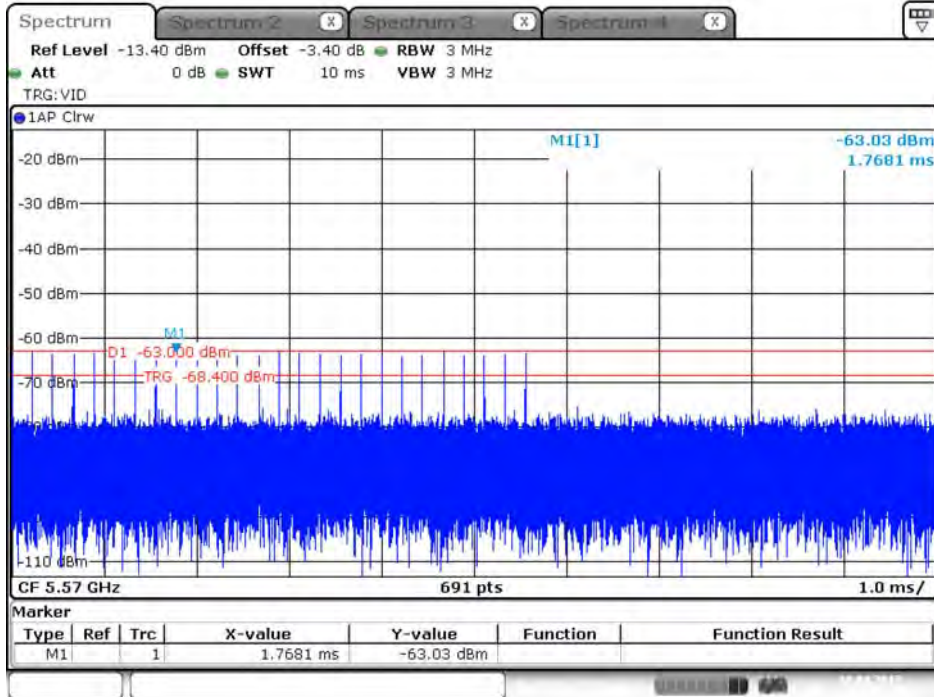 Spectrum Spectrum 2 X Spectrum 3 X Spectrum 4 X
Ref Level -13.40 dBm Offset -3.40 dB RBW 3 MHz
Att 0 dB SWT 10 ms VBW 3 MHz
TRG:VID
1AP Clrw
M1[1] -63.03 dBm
1.7681 ms
-20 dBm
-30 dBm
-40 dBm
-50 dBm
-60 dBm
M1
D1 -63.000 dBm
TRG -68.400 dBm
-70 dBm
-110 dBm
CF 5.57 GHz 691 pts 1.0 ms/
Marker
Type Ref Trc X-value Y-value Function Function Result
M1 1 1.7681 ms -63.03 dBm